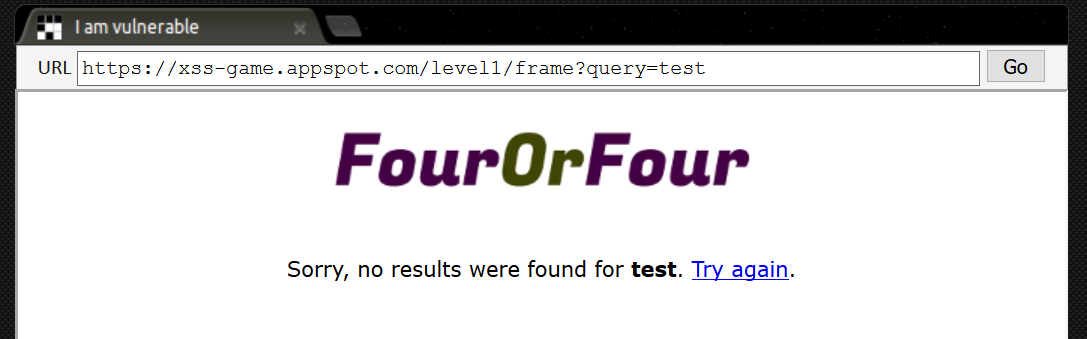 I am vulnerable
URL https://xss-game.appspot.com/level1/frame?query=test Go
FourOrFour
Sorry, no results were found for test. Try again.